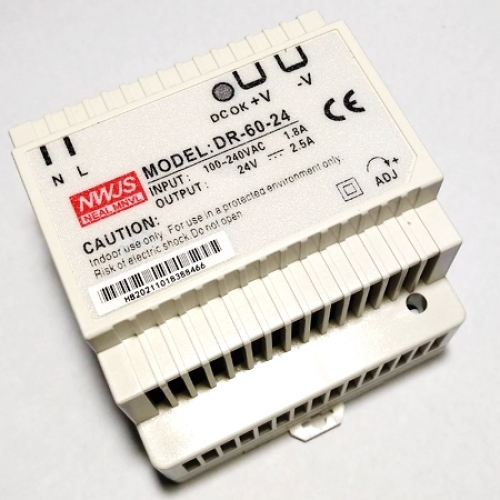 DC OK +V -V
N L
NWJS
NEAL MNVL
MODEL: DR-60-24
INPUT: 100-240VAC 1.8A
OUTPUT: 24V 2.5A
CE
ADJ +
CAUTION:
Indoor use only. For use in a protected environment only.
Risk of electric shock. Do not open
HB20211018388466